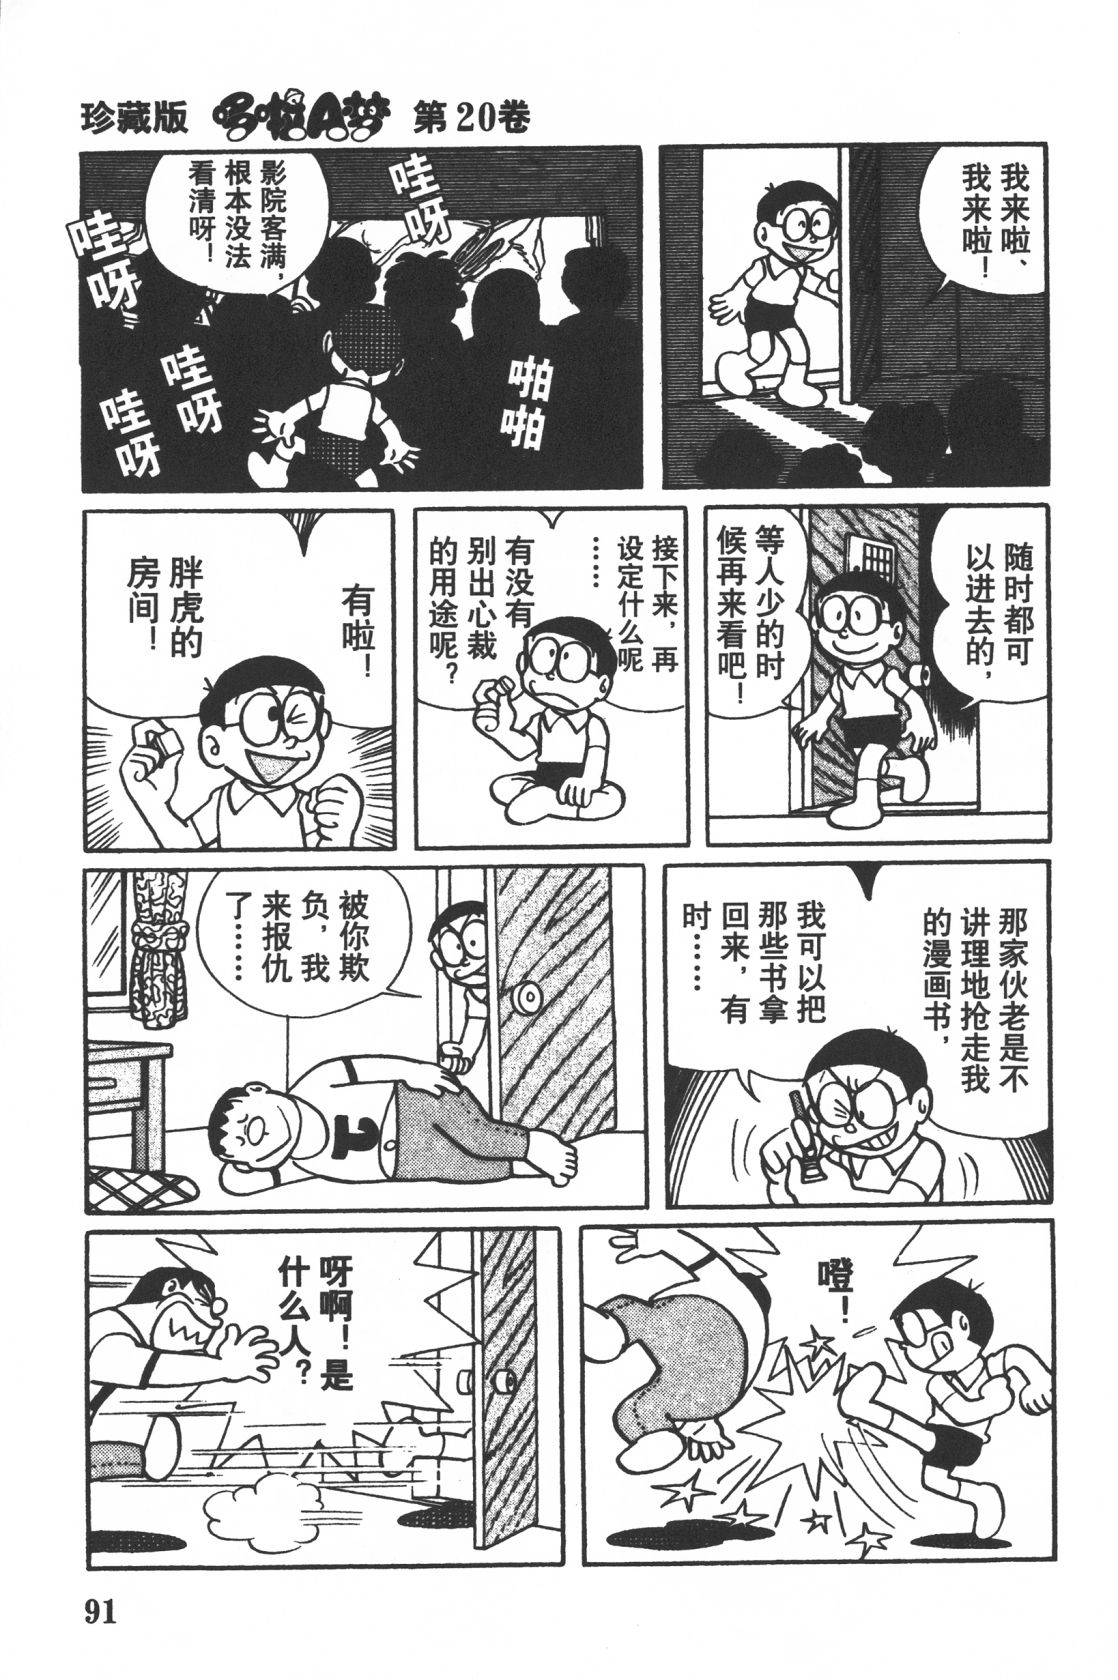 珍藏版 哆啦A梦 第20卷
我来啦、
我来啦！
影院客满，
根本没法
看清呀！
哇呀
哇呀
哇呀
哇呀
啪啪
随时都可
以进去的，
等人少的时
候再来看吧！
接下来，再
设定什么呢
……
有没有
别出心裁
的用途呢？
有啦！
胖虎的
房间！
那家伙老是不
讲理地抢走我
的漫画书，
我可以把
那些书拿
回来，有
时……
被你欺
负，我
来报仇
了……
噔！
呀啊！是
什么人？
91